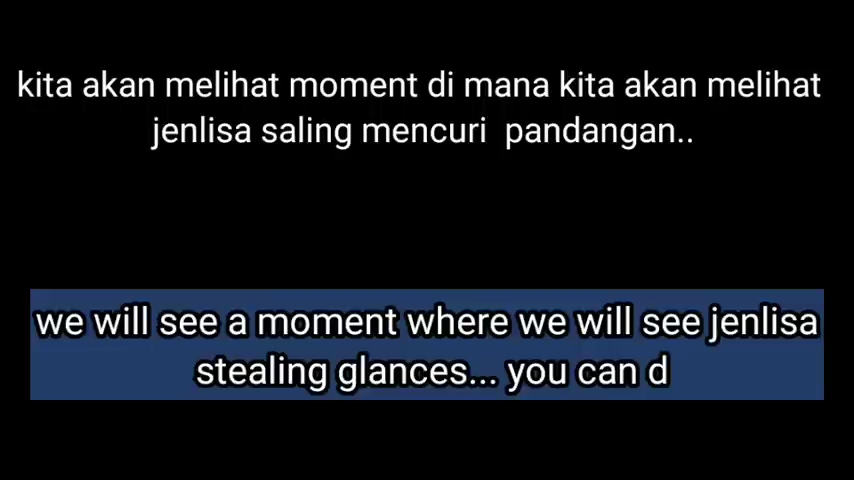 kita akan melihat moment di mana kita akan melihat
jenlisa saling mencuri pandangan..
we will see a moment where we will see jenlisa
stealing glances... you can d